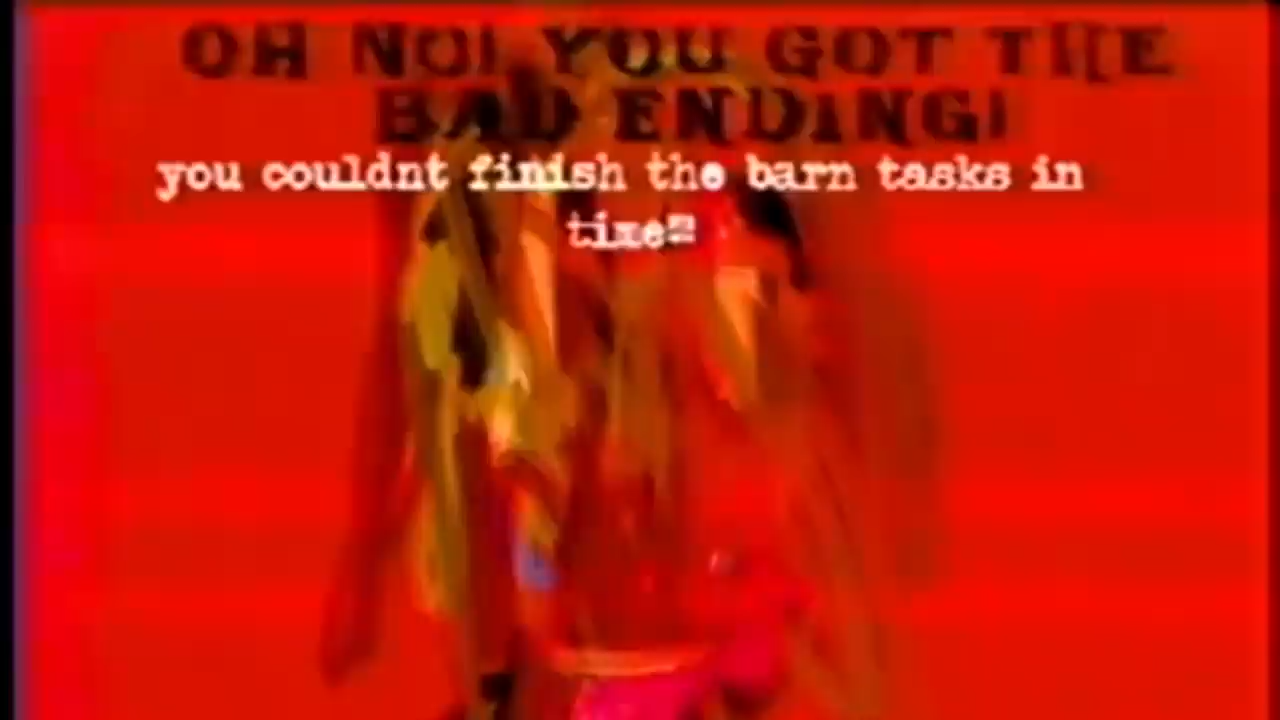 OH NO! YOU GOT THE
BAD ENDING!
you couldnt finish the barn tasks in
time